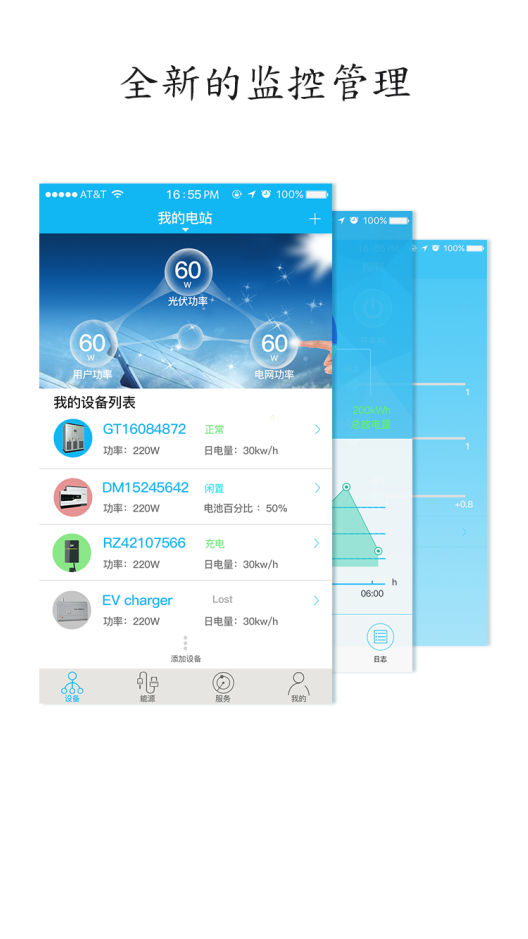 全新的监控管理
AT&T 16:55 PM 100%
我的电站
60
W
光伏功率
60
W
用户功率
60
W
电网功率
我的设备列表
GT16084872 正常
功率：220W 日电量：30kw/h
DM15245642 闲置
功率：220W 电池百分比：50%
RZ42107566 充电
功率：220W 日电量：30kw/h
EV charger Lost
功率：220W 日电量：30kw/h
添加设备
设备 能源 服务 我的
100%
200kWh
h
06:00
日志
100%
1
1
+0.8